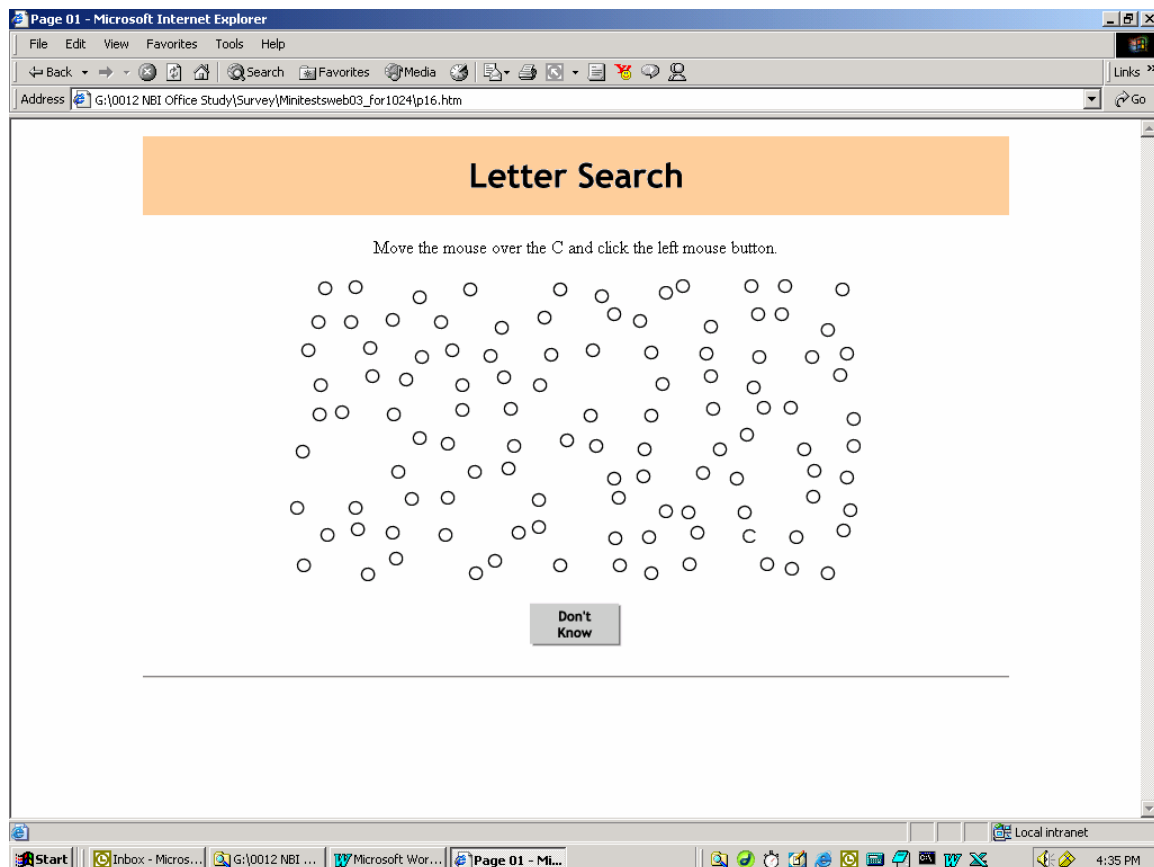 Page 01 - Microsoft Internet Explorer
File Edit View Favorites Tools Help
Back Search Favorites Media Links »
Address G:\0012 NBI Office Study\Survey\Minitestsweb03_for1024\p16.htm Go
Letter Search
Move the mouse over the C and click the left mouse button.
O O O O O O O O O O O
O O O O O O O O O O O O
O O O O O O O O O O O O
O O O O O O O O O O O
O O O O O O O O O O O
O O O O O O O O O O O
O O O O O O O O O O
O O O O O O O O O O O
O O O O O O O O O O C O O
O O O O O O O O O O O O
Don't
Know
Local intranet
Start Inbox - Micros... G:\0012 NBI ... Microsoft Wor... Page 01 - Mi... 4:35 PM